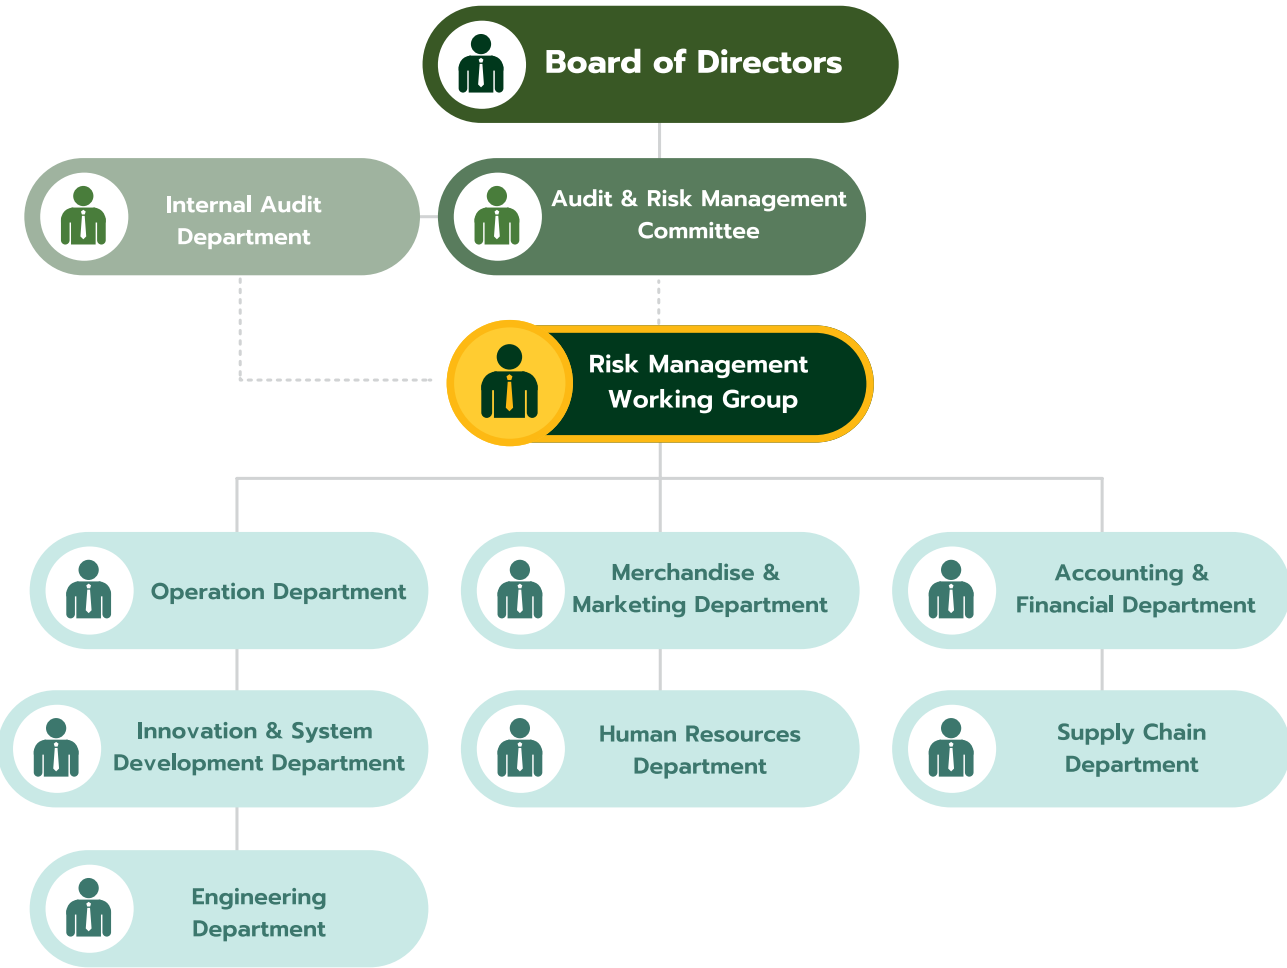 Board of Directors
Internal Audit
Department
Audit & Risk Management
Committee
Risk Management
Working Group
Operation Department
Merchandise &
Marketing Department
Accounting &
Financial Department
Innovation & System
Development Department
Human Resources
Department
Supply Chain
Department
Engineering
Department